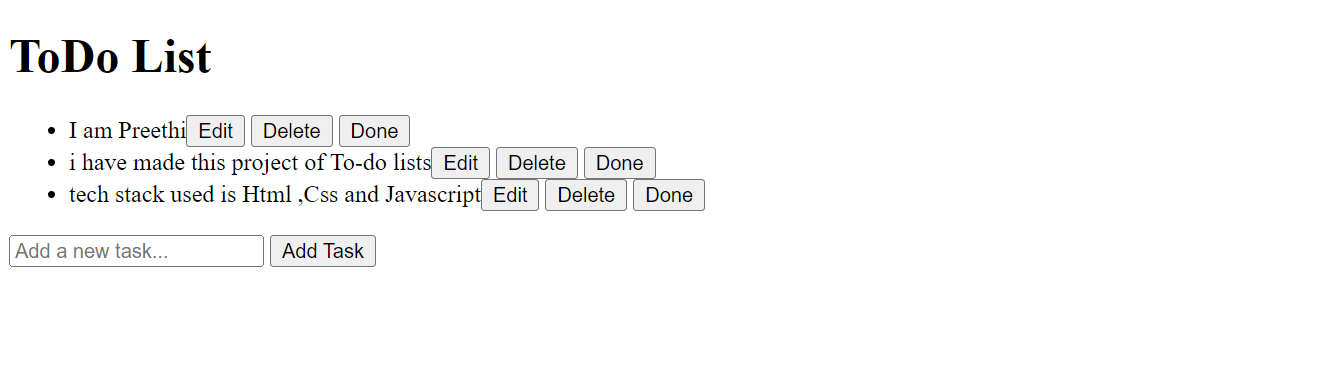 ToDo List
I am Preethi Edit Delete Done
i have made this project of To-do lists Edit Delete Done
tech stack used is Html ,Css and Javascript Edit Delete Done
Add a new task... Add Task